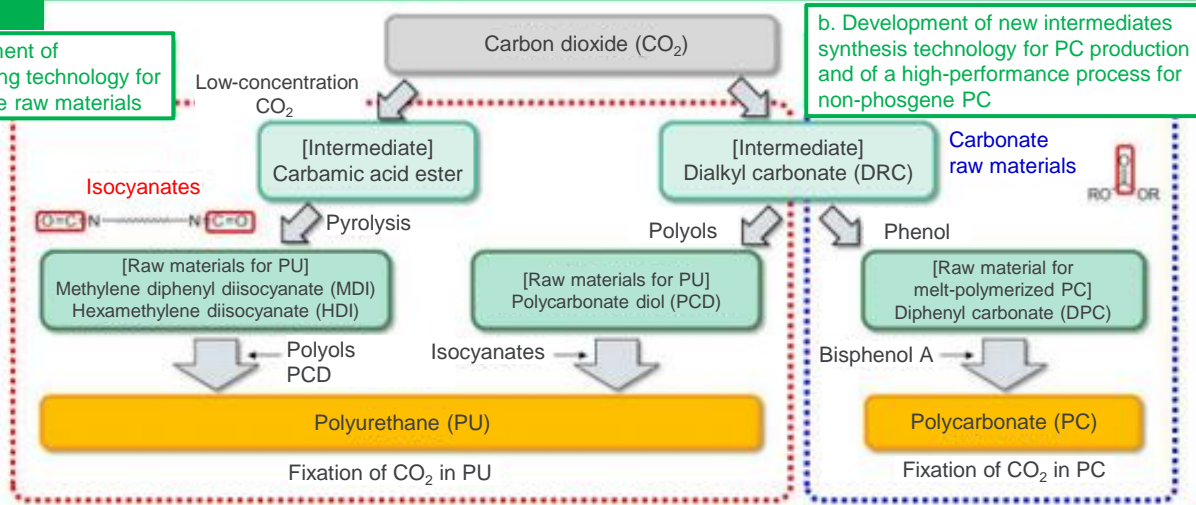 ment of
ng technology for
e raw materials
Carbon dioxide (CO₂)
b. Development of new intermediates
synthesis technology for PC production
and of a high-performance process for
non-phosgene PC
Low-concentration
CO₂
[Intermediate]
Carbamic acid ester
[Intermediate]
Dialkyl carbonate (DRC)
Carbonate
raw materials
O
RO OR
Isocyanates
O=C N N C=O
Pyrolysis
Polyols
Phenol
[Raw materials for PU]
Methylene diphenyl diisocyanate (MDI)
Hexamethylene diisocyanate (HDI)
[Raw materials for PU]
Polycarbonate diol (PCD)
[Raw material for
melt-polymerized PC]
Diphenyl carbonate (DPC)
Polyols
PCD
Isocyanates
Bisphenol A
Polyurethane (PU)
Polycarbonate (PC)
Fixation of CO₂ in PU
Fixation of CO₂ in PC